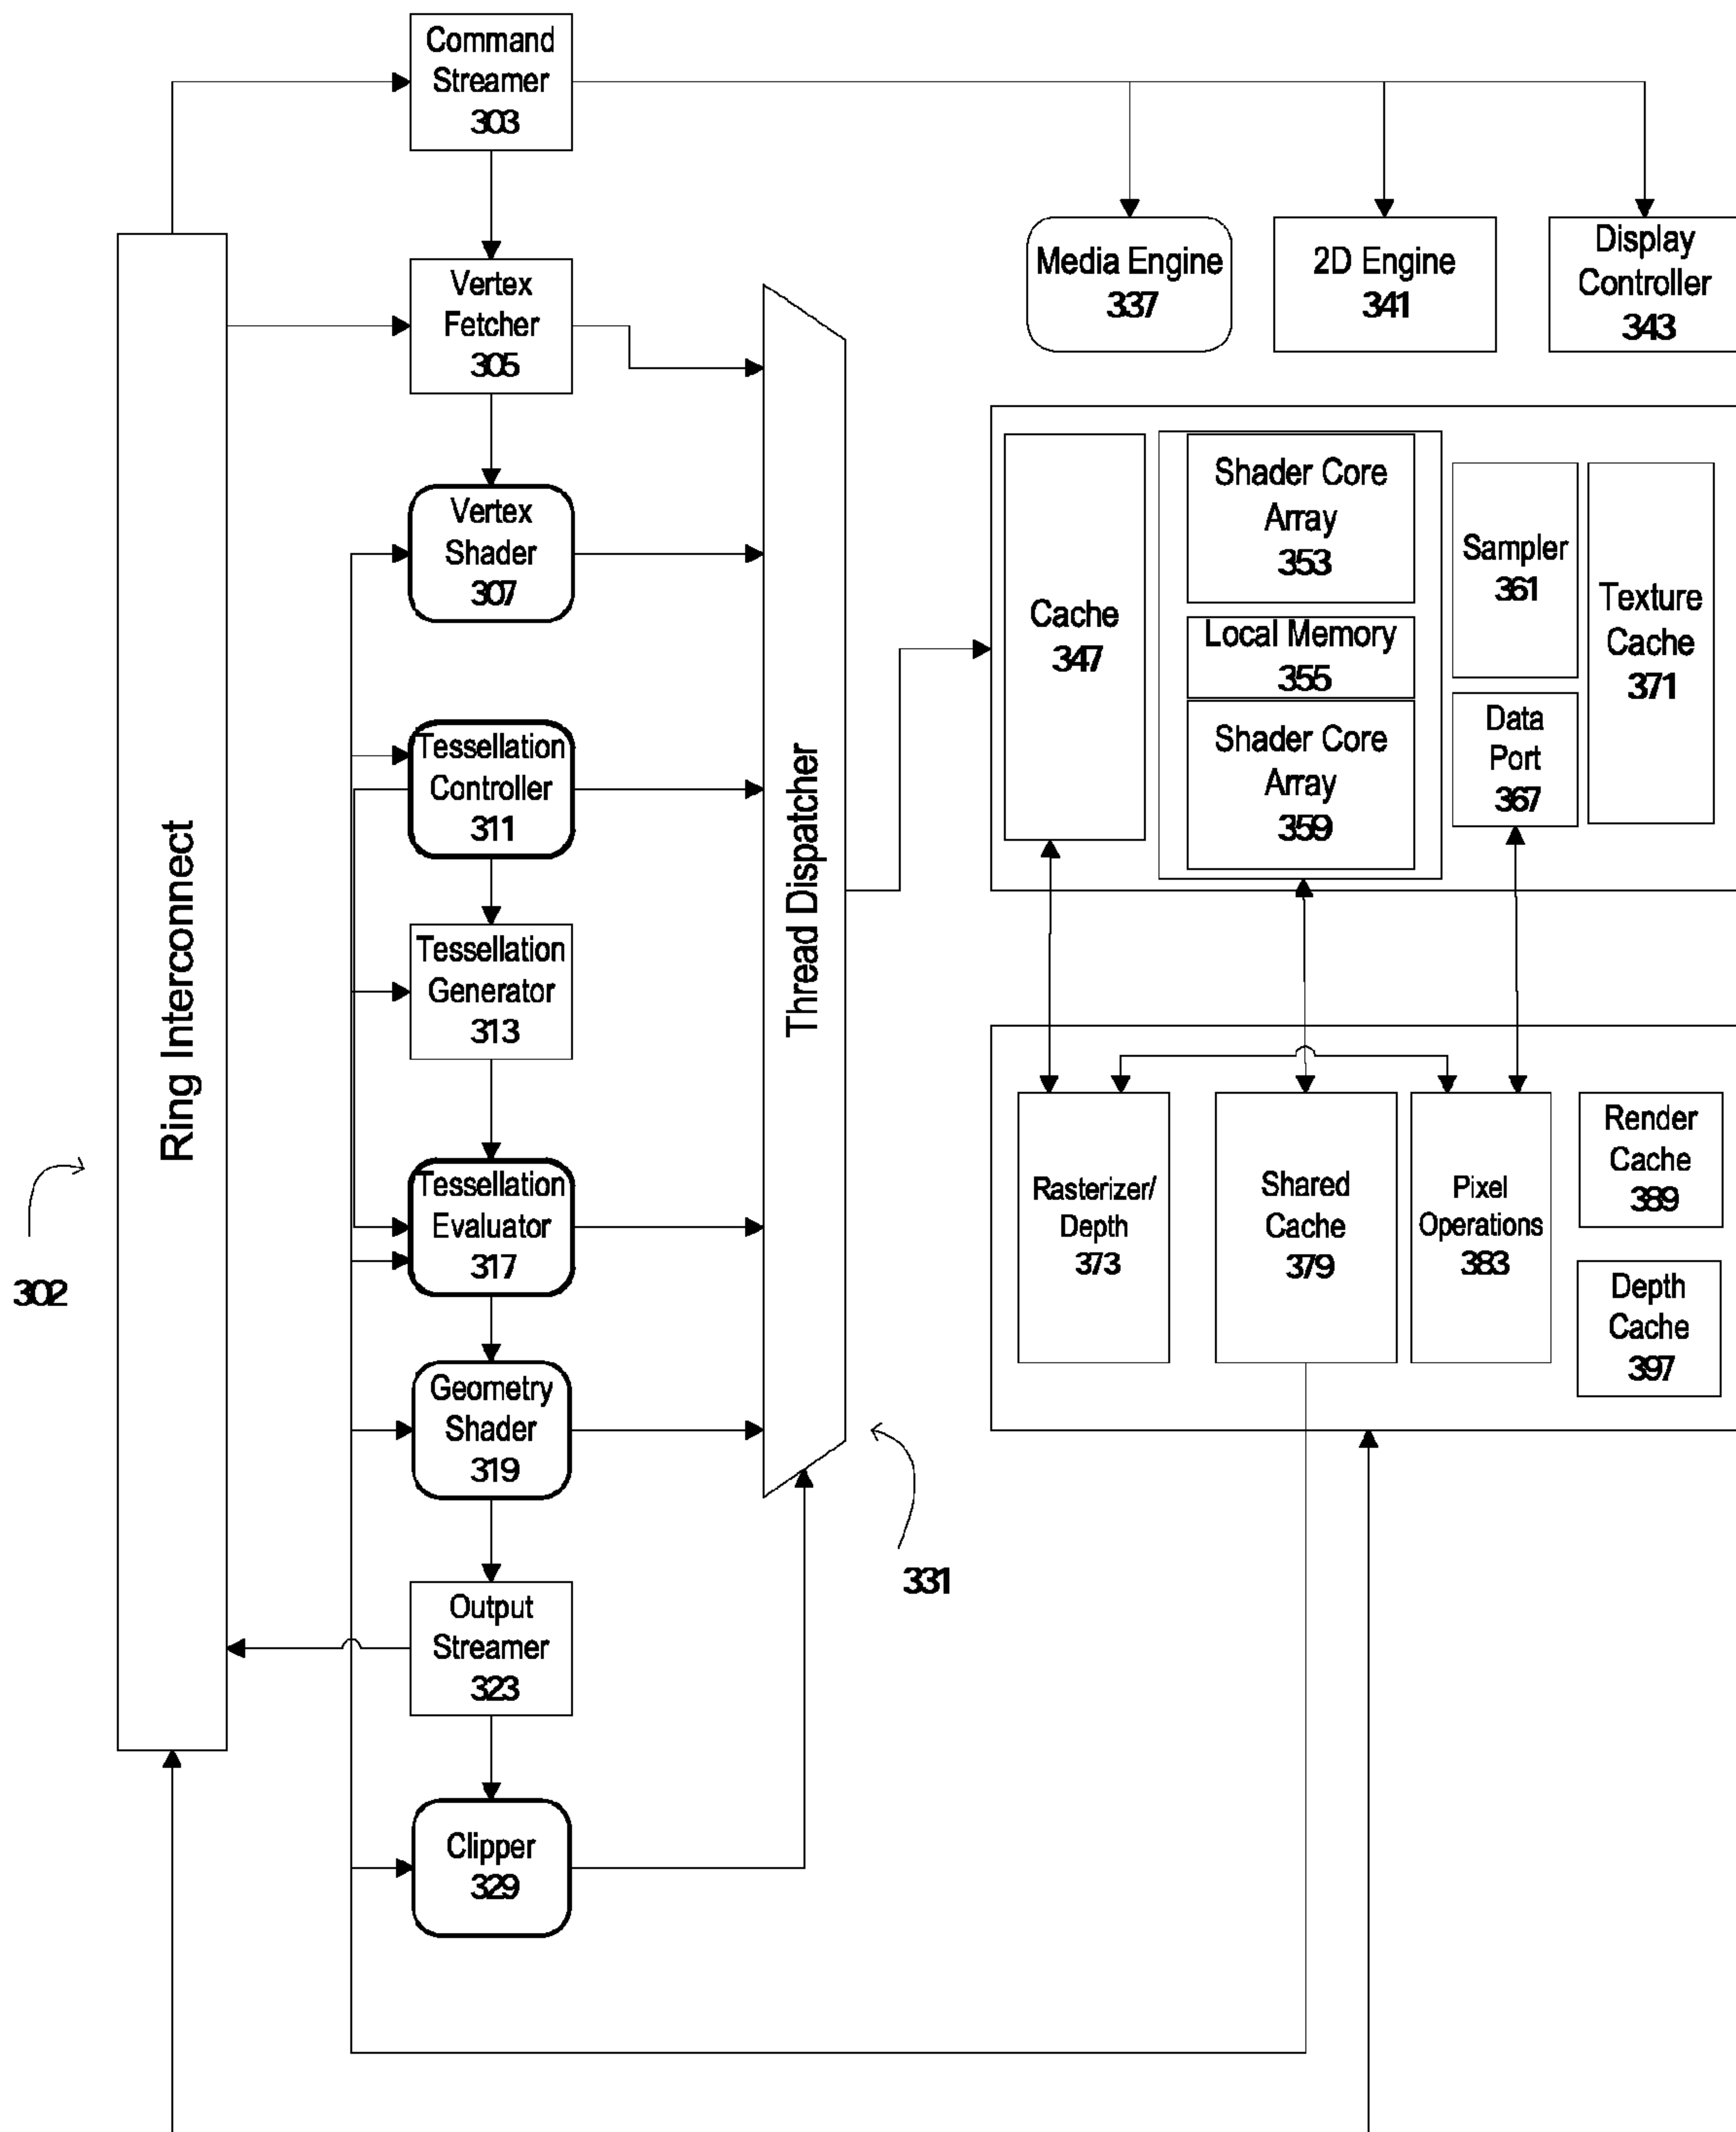 Command
Streamer
303
Vertex
Fetcher
305
Vertex
Shader
307
Tessellation
Controller
311
Tessellation
Generator
313
Tessellation
Evaluator
317
Geometry
Shader
319
Output
Streamer
323
Clipper
329
Ring Interconnect
302
Thread Dispatcher
331
Media Engine
337
2D Engine
341
Display
Controller
343
Cache
347
Shader Core
Array
353
Local Memory
355
Shader Core
Array
359
Sampler
361
Data
Port
367
Texture
Cache
371
Rasterizer/
Depth
373
Shared
Cache
379
Pixel
Operations
383
Render
Cache
389
Depth
Cache
397